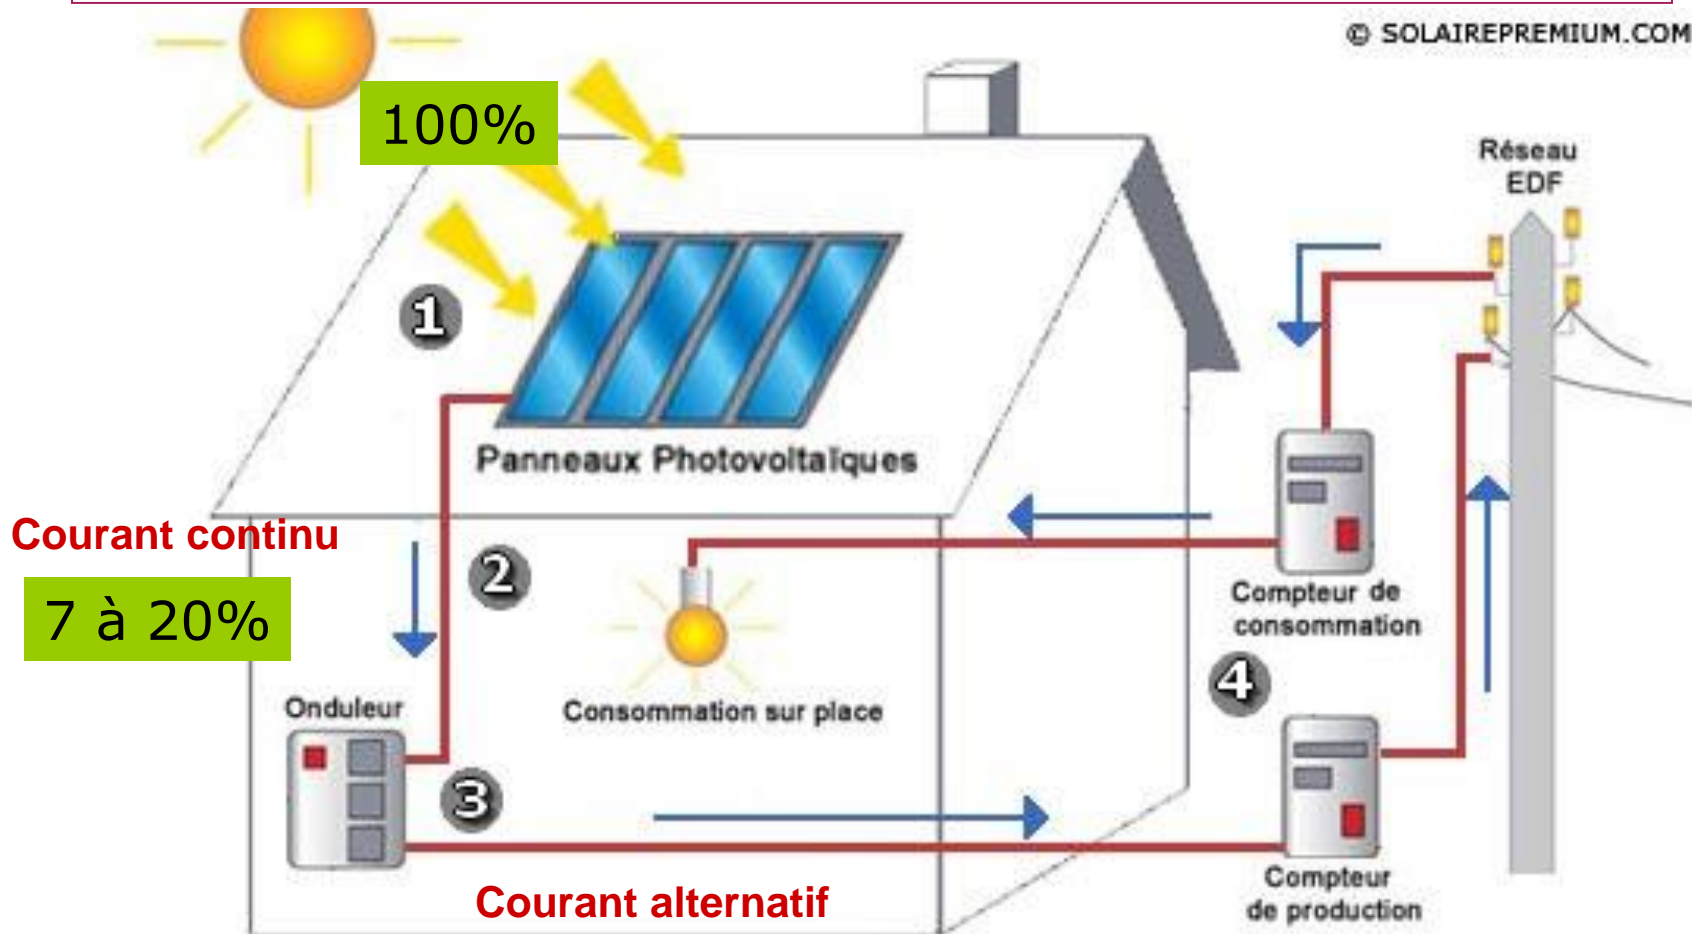 © SOLAIREPREMIUM.COM
100%
Réseau
EDF
1
Panneaux Photovoltaïques
Courant continu
2
7 à 20%
Compteur de
consommation
4
Onduleur
Consommation sur place
3
Compteur
de production
Courant alternatif